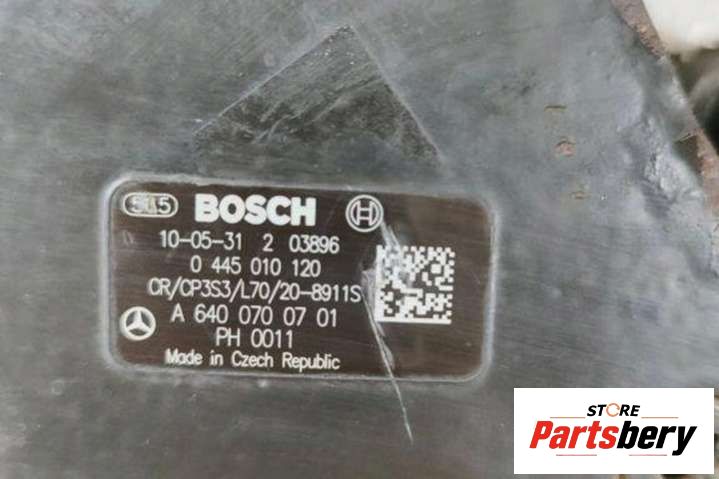 545 BOSCH
10-05-31 2 03896
0 445 010 120
CR/CP3S3/L70/20-8911S
A 640 070 07 01
PH 0011
Made in Czech Republic
STORE
Partsbery